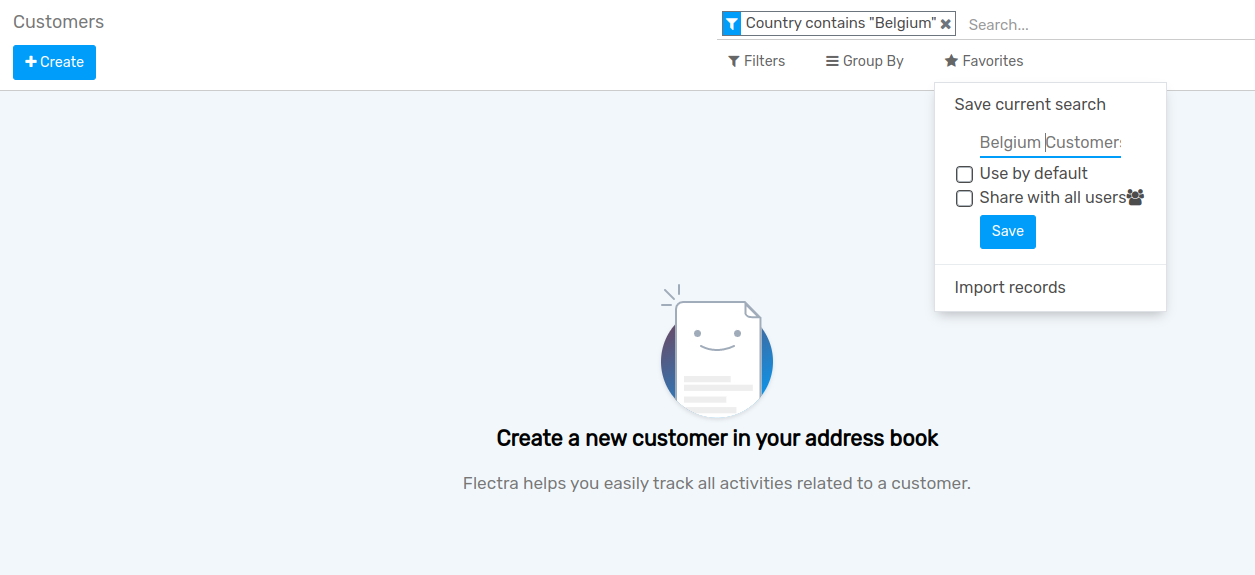 Customers
Country contains "Belgium"
Search...
Create
Filters
Group By
Favorites
Save current search
Belgium Customers
Use by default
Share with all users
Save
Import records
Create a new customer in your address book
Flectra helps you easily track all activities related to a customer.